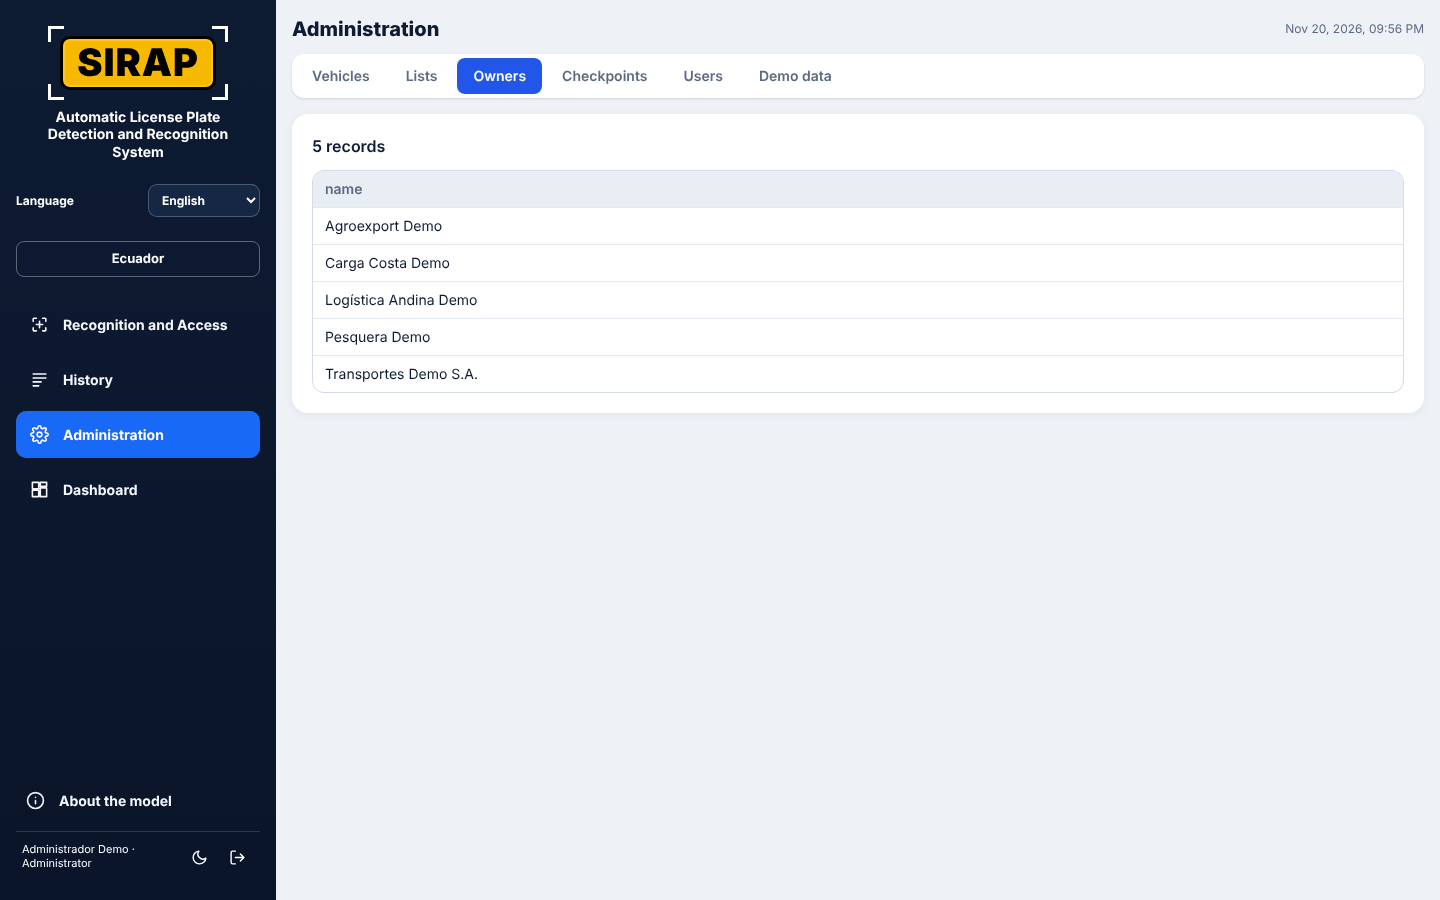 SIRAP
Automatic License Plate
Detection and Recognition
System
Language
English
Ecuador
Recognition and Access
History
Administration
Dashboard
About the model
Administrador Demo ·
Administrator
Administration
Nov 20, 2026, 09:56 PM
Vehicles Lists Owners Checkpoints Users Demo data
5 records
name
Agroexport Demo
Carga Costa Demo
Logística Andina Demo
Pesquera Demo
Transportes Demo S.A.